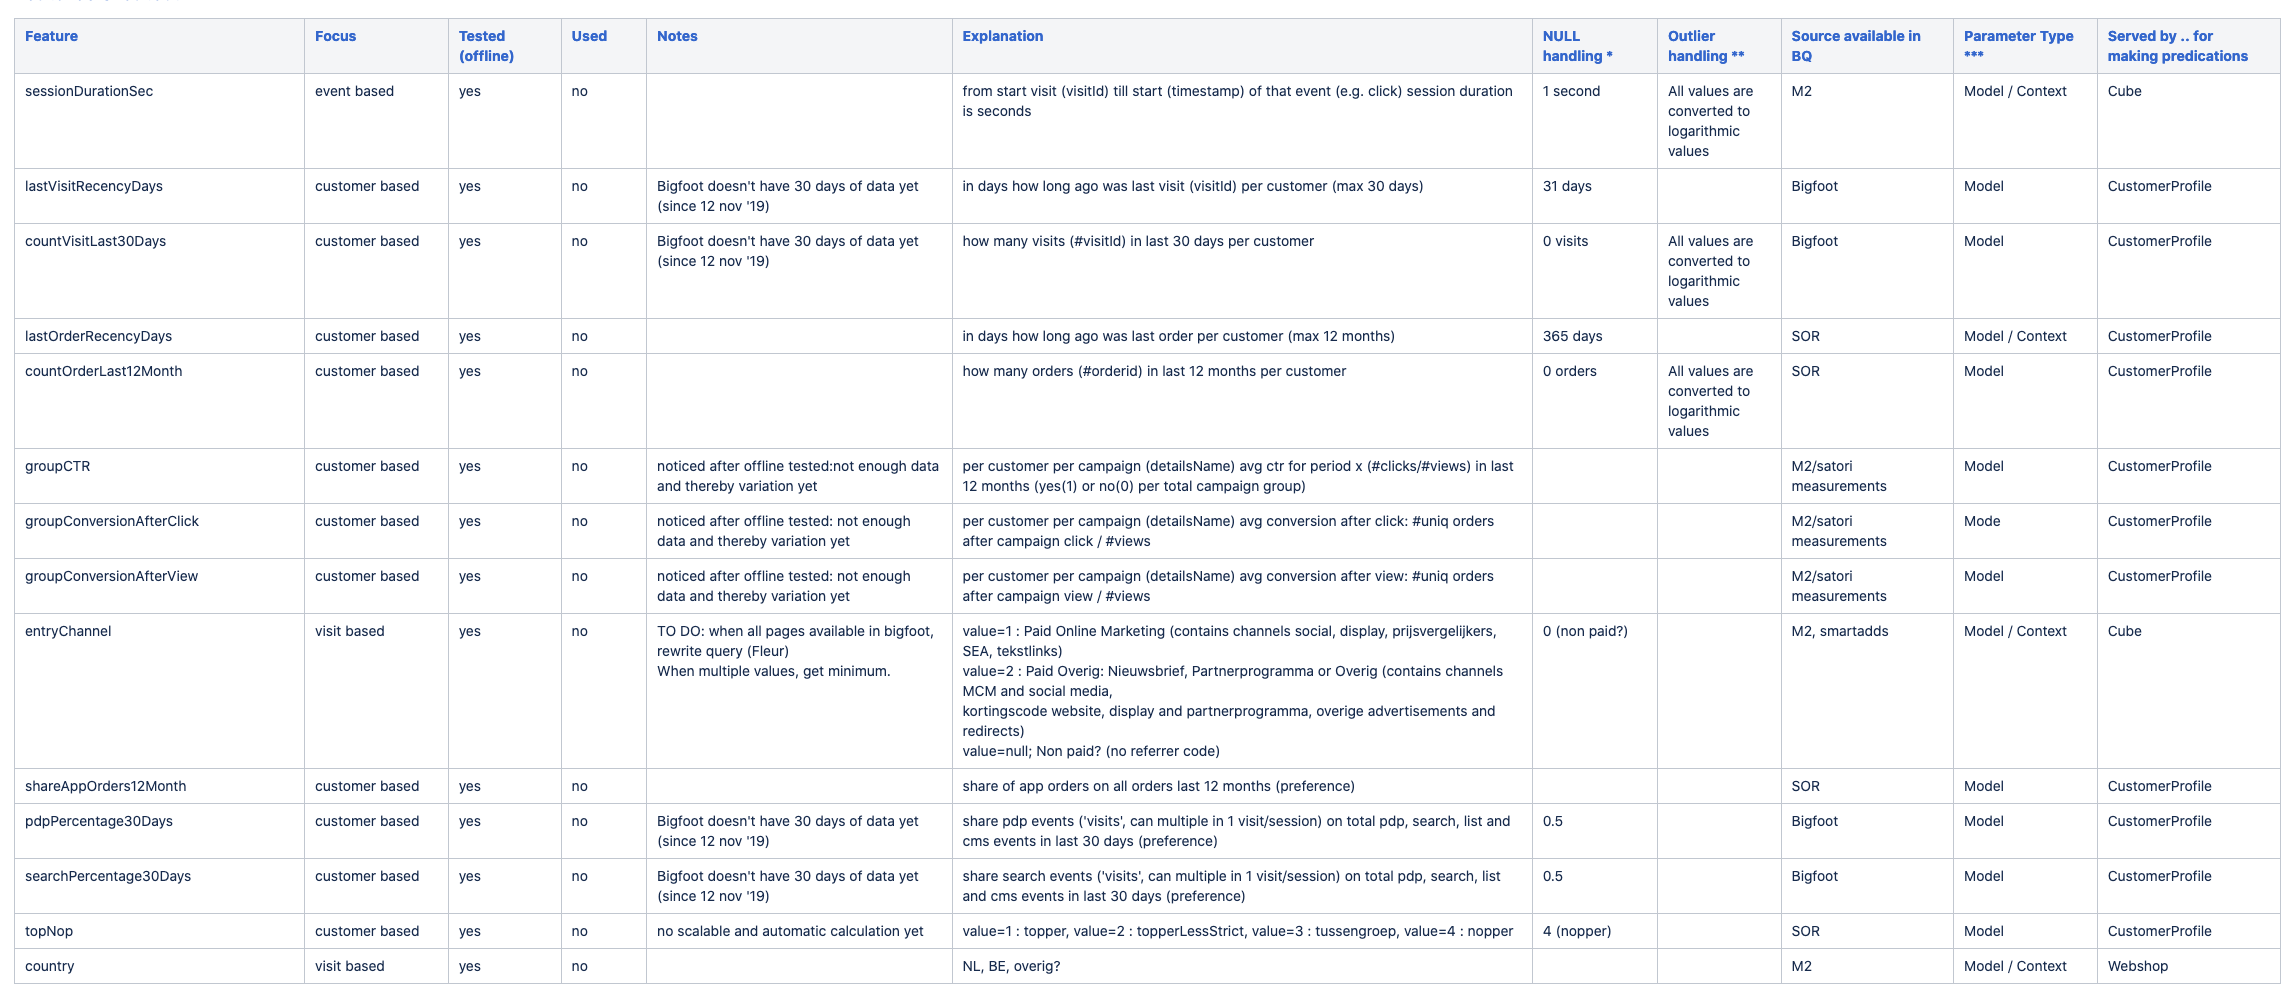 Feature Focus Tested (offline) Used Notes Explanation NULL handling * Outlier handling ** Source available in BQ Parameter Type *** Served by .. for making predications
sessionDurationSec event based yes no from start visit (visitId) till start (timestamp) of that event (e.g. click) session duration is seconds 1 second All values are converted to logarithmic values M2 Model / Context Cube
lastVisitRecencyDays customer based yes no Bigfoot doesn't have 30 days of data yet (since 12 nov '19) in days how long ago was last visit (visitId) per customer (max 30 days) 31 days Bigfoot Model CustomerProfile
countVisitLast30Days customer based yes no Bigfoot doesn't have 30 days of data yet (since 12 nov '19) how many visits (#visitId) in last 30 days per customer 0 visits All values are converted to logarithmic values Bigfoot Model CustomerProfile
lastOrderRecencyDays customer based yes no in days how long ago was last order per customer (max 12 months) 365 days SOR Model / Context CustomerProfile
countOrderLast12Month customer based yes no how many orders (#orderid) in last 12 months per customer 0 orders All values are converted to logarithmic values SOR Model CustomerProfile
groupCTR customer based yes no noticed after offline tested:not enough data and thereby variation yet per customer per campaign (detailsName) avg ctr for period x (#clicks/#views) in last 12 months (yes(1) or no(0) per total campaign group) M2/satori measurements Model CustomerProfile
groupConversionAfterClick customer based yes no noticed after offline tested: not enough data and thereby variation yet per customer per campaign (detailsName) avg conversion after click: #uniq orders after campaign click / #views M2/satori measurements Mode CustomerProfile
groupConversionAfterView customer based yes no noticed after offline tested: not enough data and thereby variation yet per customer per campaign (detailsName) avg conversion after view: #uniq orders after campaign view / #views M2/satori measurements Model CustomerProfile
entryChannel visit based yes no TO DO: when all pages available in bigfoot, rewrite query (Fleur) When multiple values, get minimum. value=1 : Paid Online Marketing (contains channels social, display, prijsvergelijkers, SEA, tekstlinks) value=2 : Paid Overig: Nieuwsbrief, Partnerprogramma or Overig (contains channels MCM and social media, kortingscode website, display and partnerprogramma, overige advertisements and redirects) value=null; Non paid? (no referrer code) 0 (non paid?) M2, smartadds Model / Context Cube
shareAppOrders12Month customer based yes no share of app orders on all orders last 12 months (preference) SOR Model CustomerProfile
pdpPercentage30Days customer based yes no Bigfoot doesn't have 30 days of data yet (since 12 nov '19) share pdp events ('visits', can multiple in 1 visit/session) on total pdp, search, list and cms events in last 30 days (preference) 0.5 Bigfoot Model CustomerProfile
searchPercentage30Days customer based yes no Bigfoot doesn't have 30 days of data yet (since 12 nov '19) share search events ('visits', can multiple in 1 visit/session) on total pdp, search, list and cms events in last 30 days (preference) 0.5 Bigfoot Model CustomerProfile
topNop customer based yes no no scalable and automatic calculation yet value=1 : topper, value=2 : topperLessStrict, value=3 : tussengroep, value=4 : nopper 4 (nopper) SOR Model CustomerProfile
country visit based yes no NL, BE, overig? M2 Model / Context Webshop